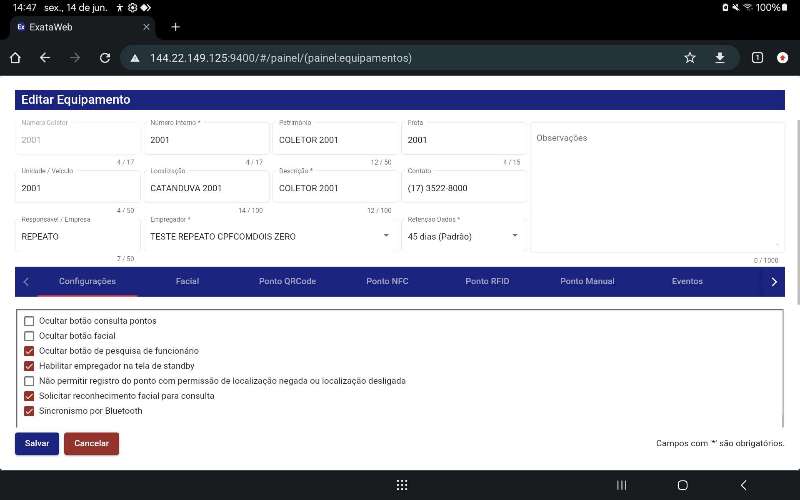 14:47 sex., 14 de jun. 100%
ExataWeb
144.22.149.125:9400/#/painel/(painel:equipamentos)
Editar Equipamento
Número Coletor Número Interno * Patrimônio Frota
2001 2001 COLETOR 2001 2001 Observações
4 / 17 4 / 17 12 / 50 4 / 15
Unidade / Veículo Localização Descrição * Contato
2001 CATANDUVA 2001 COLETOR 2001 (17) 3522-8000
4 / 50 14 / 100 12 / 100
Responsável / Empresa Empregador * Retenção Dados *
REPEATO TESTE REPEATO CPFCOMDOIS ZERO 45 dias (Padrão)
7 / 50 0 / 1000
Configurações Facial Ponto QRCode Ponto NFC Ponto RFID Ponto Manual Eventos
Ocultar botão consulta pontos
Ocultar botão facial
Ocultar botão de pesquisa de funcionário
Habilitar empregador na tela de standby
Não permitir registro do ponto com permissão de localização negada ou localização desligada
Solicitar reconhecimento facial para consulta
Sincronismo por Bluetooth
Salvar Cancelar Campos com '*' são obrigatórios.